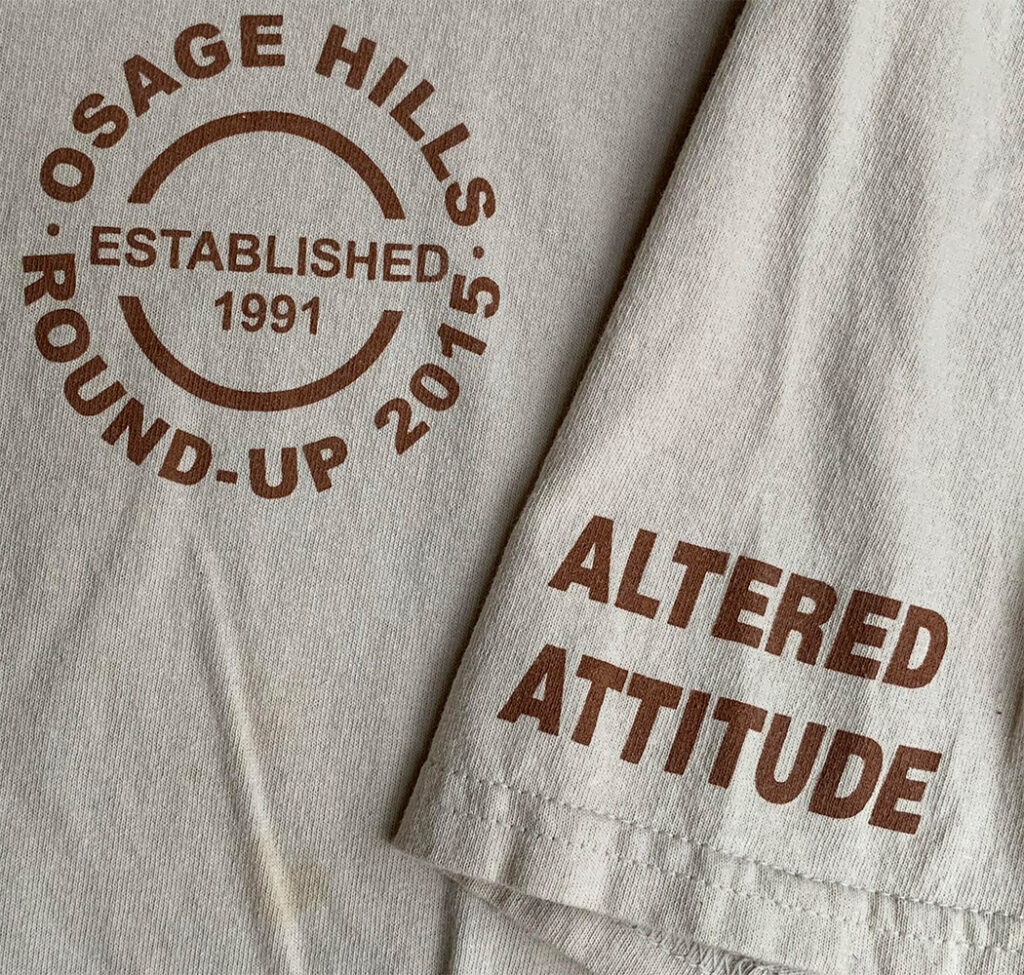 OSAGE HILLS
ESTABLISHED
1991
· ROUND-UP 2015 ·
ALTERED
ATTITUDE